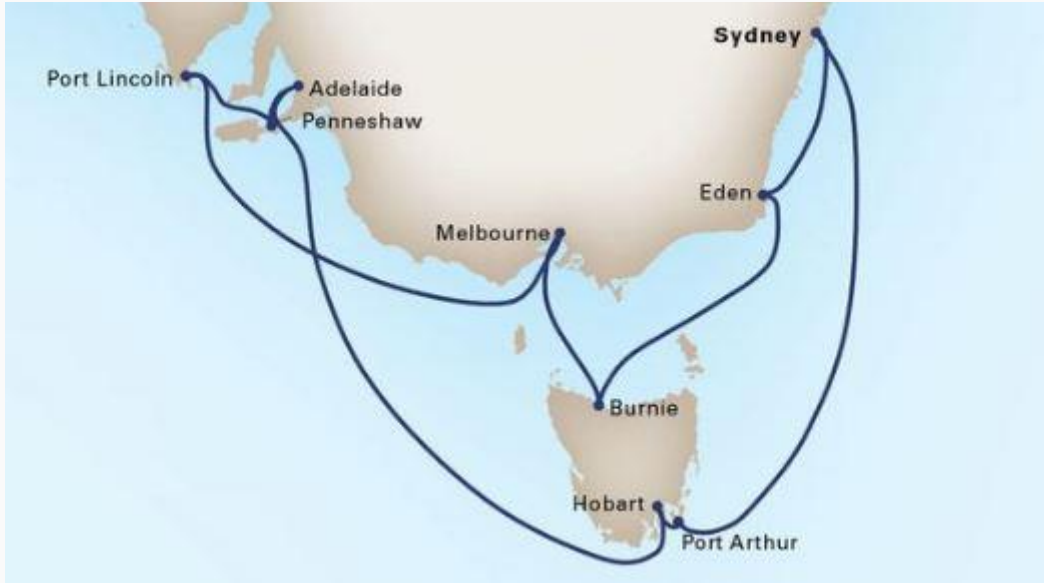 Sydney
Port Lincoln
Adelaide
Penneshaw
Eden
Melbourne
Burnie
Hobart
Port Arthur